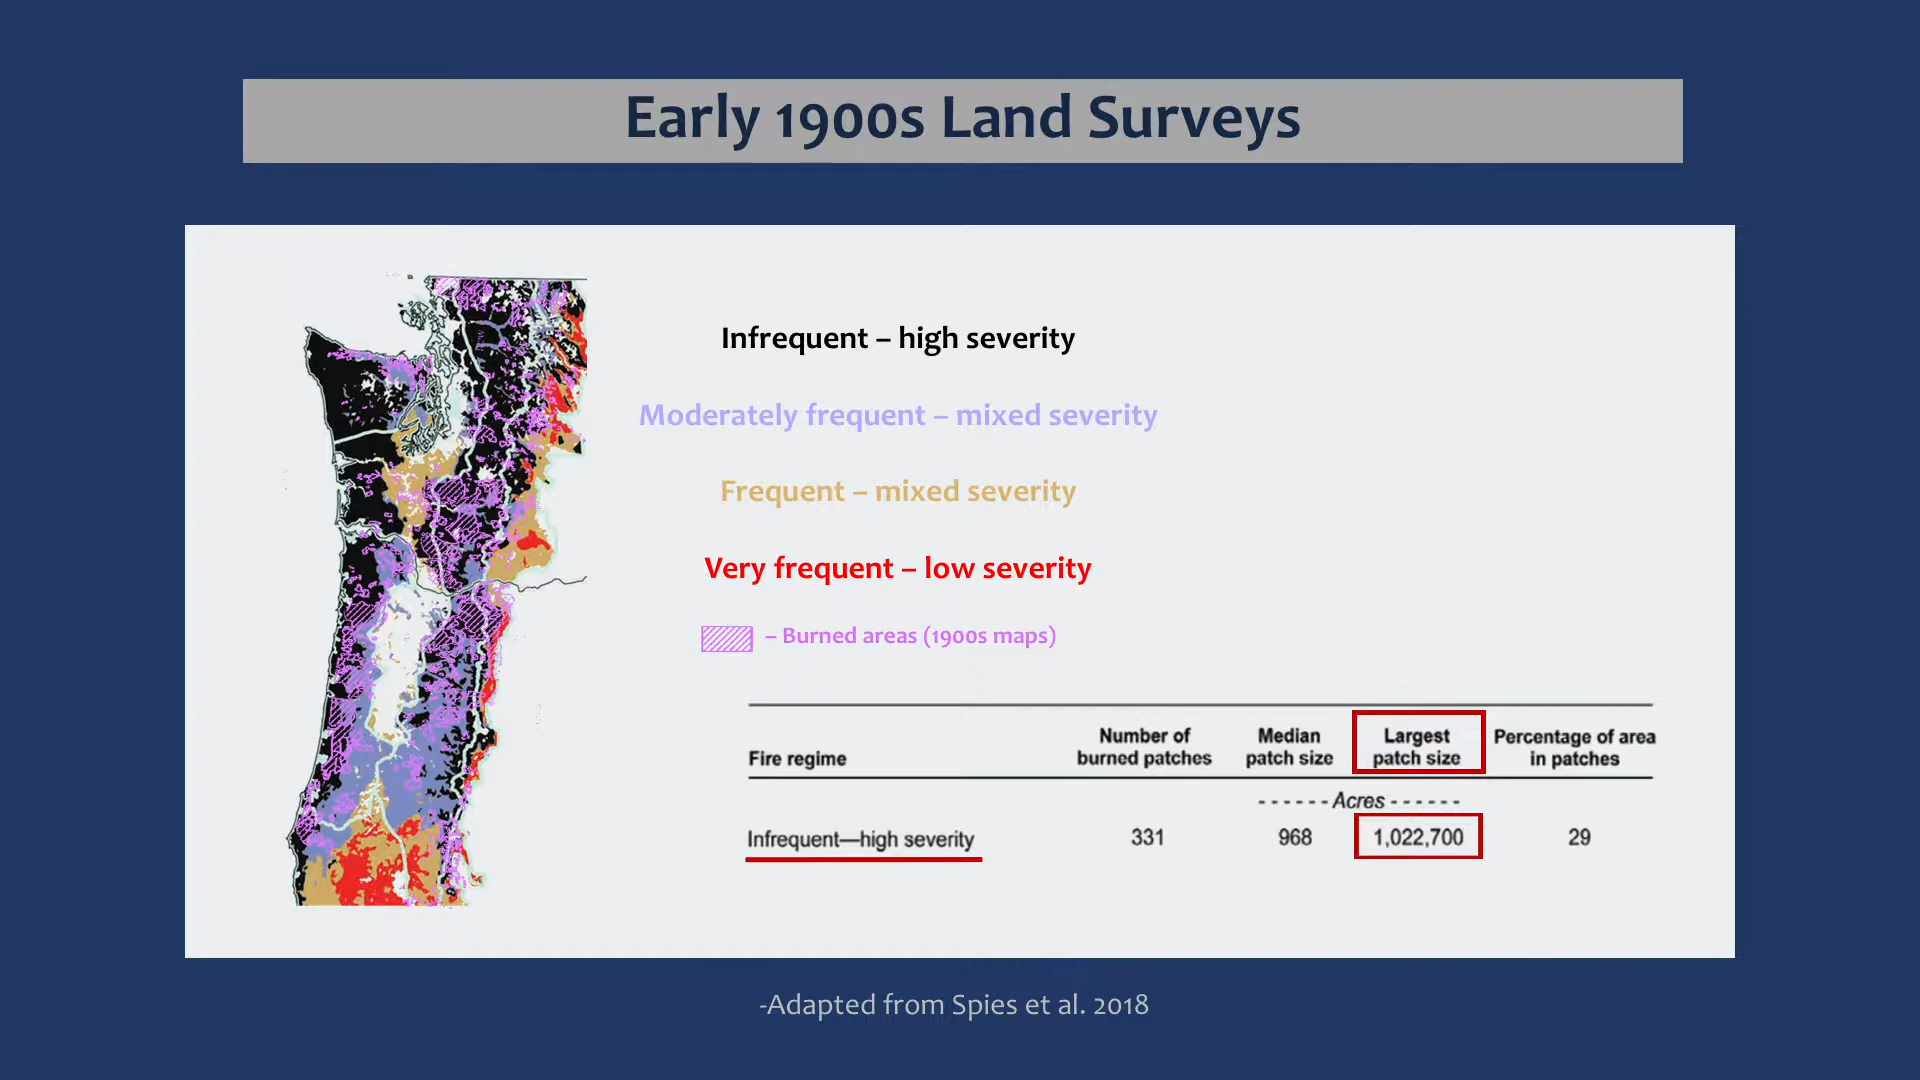 Early 1900s Land Surveys
Infrequent – high severity
Moderately frequent – mixed severity
Frequent – mixed severity
Very frequent – low severity
– Burned areas (1900s maps)
Fire regime
Number of
burned patches
Median
patch size
Largest
patch size
Percentage of area
in patches
- - - - - - Acres - - - - - -
Infrequent—high severity 331 968 1,022,700 29
-Adapted from Spies et al. 2018